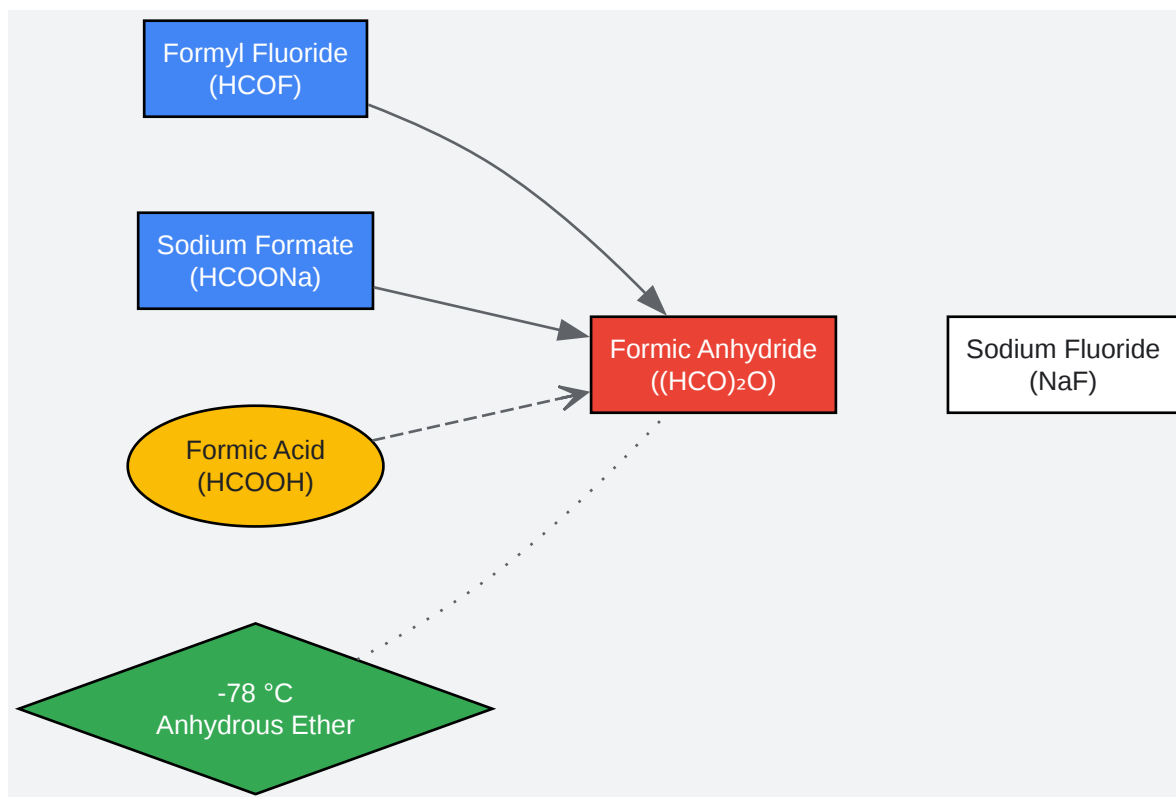 Formyl Fluoride
(HCOF)
Sodium Formate
(HCOONa)
Formic Anhydride
((HCO)₂O)
Sodium Fluoride
(NaF)
Formic Acid
(HCOOH)
-78 °C
Anhydrous Ether